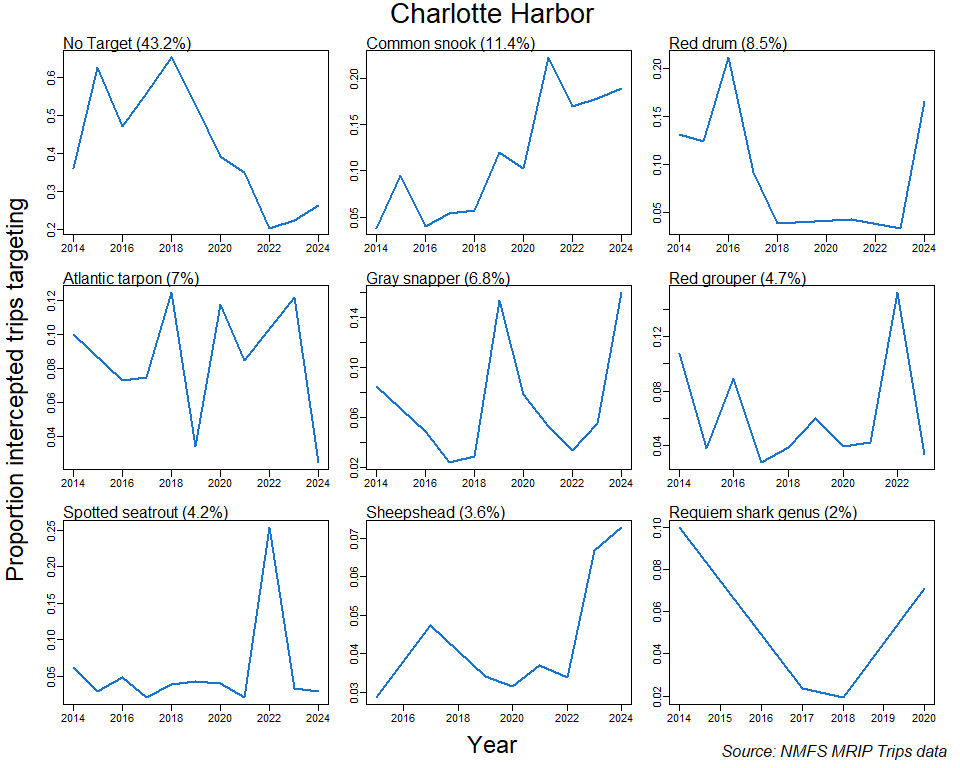 Charlotte Harbor
No Target (43.2%)
0.2 0.3 0.4 0.5 0.6
2014 2016 2018 2020 2022 2024
Common snook (11.4%)
0.05 0.10 0.15 0.20
2014 2016 2018 2020 2022 2024
Red drum (8.5%)
0.05 0.10 0.15 0.20
2014 2016 2018 2020 2022 2024
Atlantic tarpon (7%)
0.04 0.06 0.08 0.10 0.12
2014 2016 2018 2020 2022 2024
Gray snapper (6.8%)
0.02 0.06 0.10 0.14
2014 2016 2018 2020 2022 2024
Red grouper (4.7%)
0.04 0.08 0.12
2014 2016 2018 2020 2022
Spotted seatrout (4.2%)
0.05 0.10 0.15 0.20 0.25
2014 2016 2018 2020 2022 2024
Sheepshead (3.6%)
0.03 0.04 0.05 0.06 0.07
2016 2018 2020 2022 2024
Requiem shark genus (2%)
0.02 0.04 0.06 0.08 0.10
2014 2015 2016 2017 2018 2019 2020
Proportion intercepted trips targeting
Year
Source: NMFS MRIP Trips data